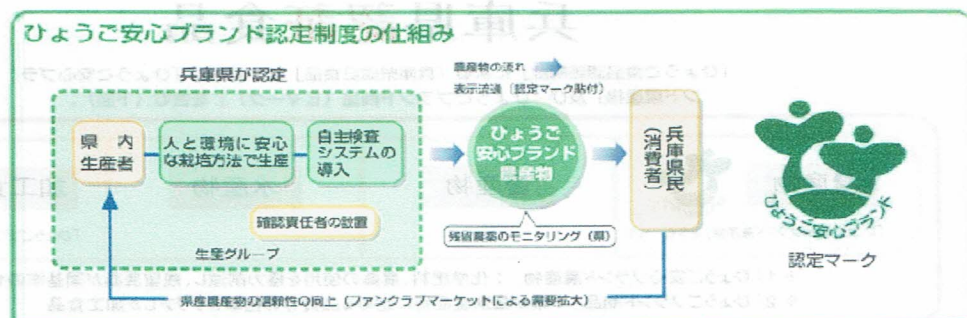 ひょうご安心ブランド認定制度の仕組み
兵庫県が認定
農産物の流れ
表示流通（認定マーク貼付）
県内
生産者
人と環境に安心
な栽培方法で生産
自主検査
システムの
導入
確認責任者の設置
生産グループ
ひょうご
安心ブランド
農産物
残留農薬のモニタリング（県）
兵庫県民
（消費者）
ひょうご安心ブランド
認定マーク
県産農産物の信頼性の向上（ファンクラブマーケットによる需要拡大）